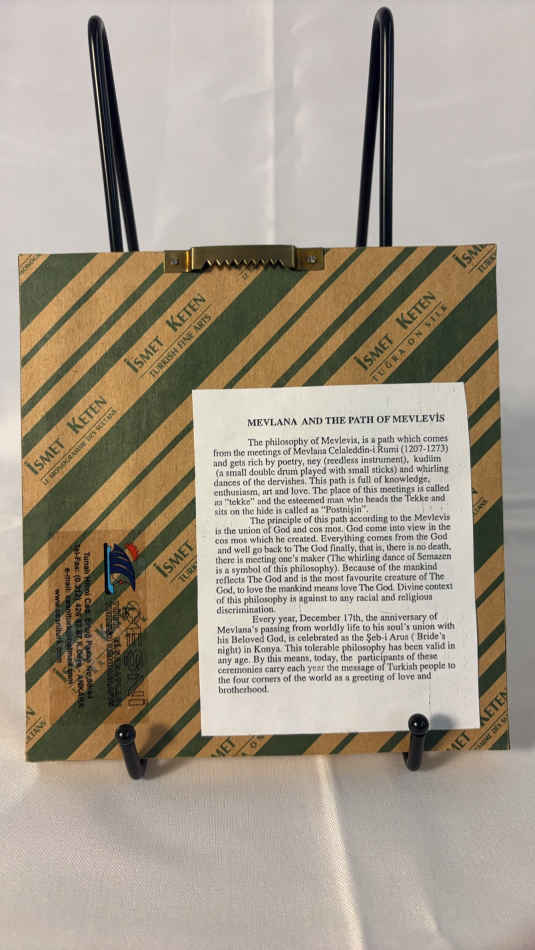 İSMET KETEN
TURKISH FINE ARTS
İSMET KETEN
TUĞRA ON SILK
İSMET KETEN
LE MONOGRAMME DES SULTANS
İSMET
MEVLANA AND THE PATH OF MEVLEVİS
The philosophy of Mevlevis, is a path which comes
from the meetings of Mevlana Celaleddin-i Rumi (1207-1273)
and gets rich by poetry, ney (reedless instrument), kudüm
(a small double drum played with small sticks) and whirling
dances of the dervishes. This path is full of knowledge,
enthusiasm, art and love. The place of this meetings is called
as "tekke" and the esteemed man who heads the Tekke and
sits on the hide is called as "Postnişin".
The principle of this path according to the Mevlevis
is the union of God and cos mos. God come into view in the
cos mos which he created. Everything comes from the God
and well go back to The God finally, that is, there is no death,
there is meeting one's maker (The whirling dance of Semazen
is a symbol of this philosophy). Because of the mankind
reflects The God and is the most favourite creature of The
God, to love the mankind means love The God. Divine context
of this philosophy is against to any racial and religious
discrimination.
Every year, December 17th, the anniversary of
Mevlana's passing from worldly life to his soul's union with
his Beloved God, is celebrated as the Şeb-i Arus ( Bride's
night) in Konya. This tolerable philosophy has been valid in
any age. By this means, today, the participants of these
ceremonies carry each year the message of Turkish people to
the four corners of the world as a greeting of love and
brotherhood.